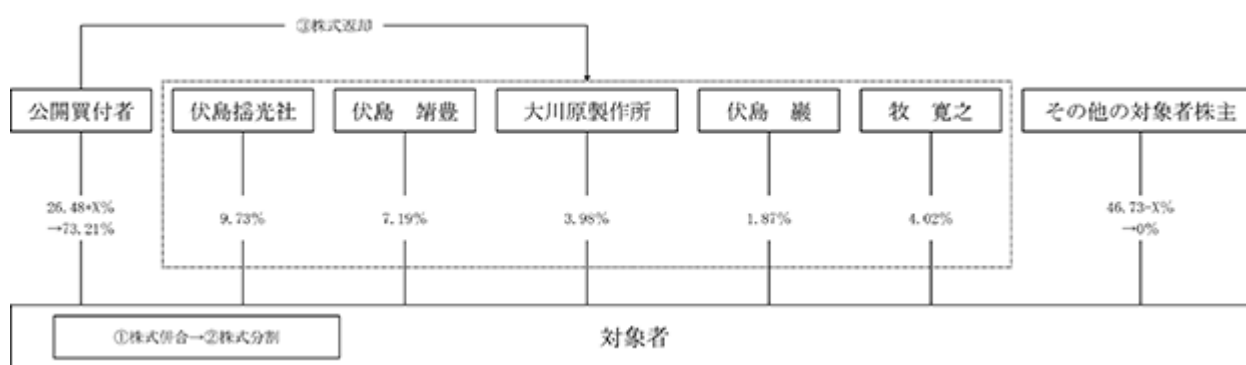 ③株式返却
公開買付者
伏島揺光社
伏島 靖豊
大川原製作所
伏島 巖
牧 寛之
その他の対象者株主
26.48+X%
→73.21%
9.73%
7.19%
3.98%
1.87%
4.02%
46.73-X%
→0%
①株式併合→②株式分割
対象者